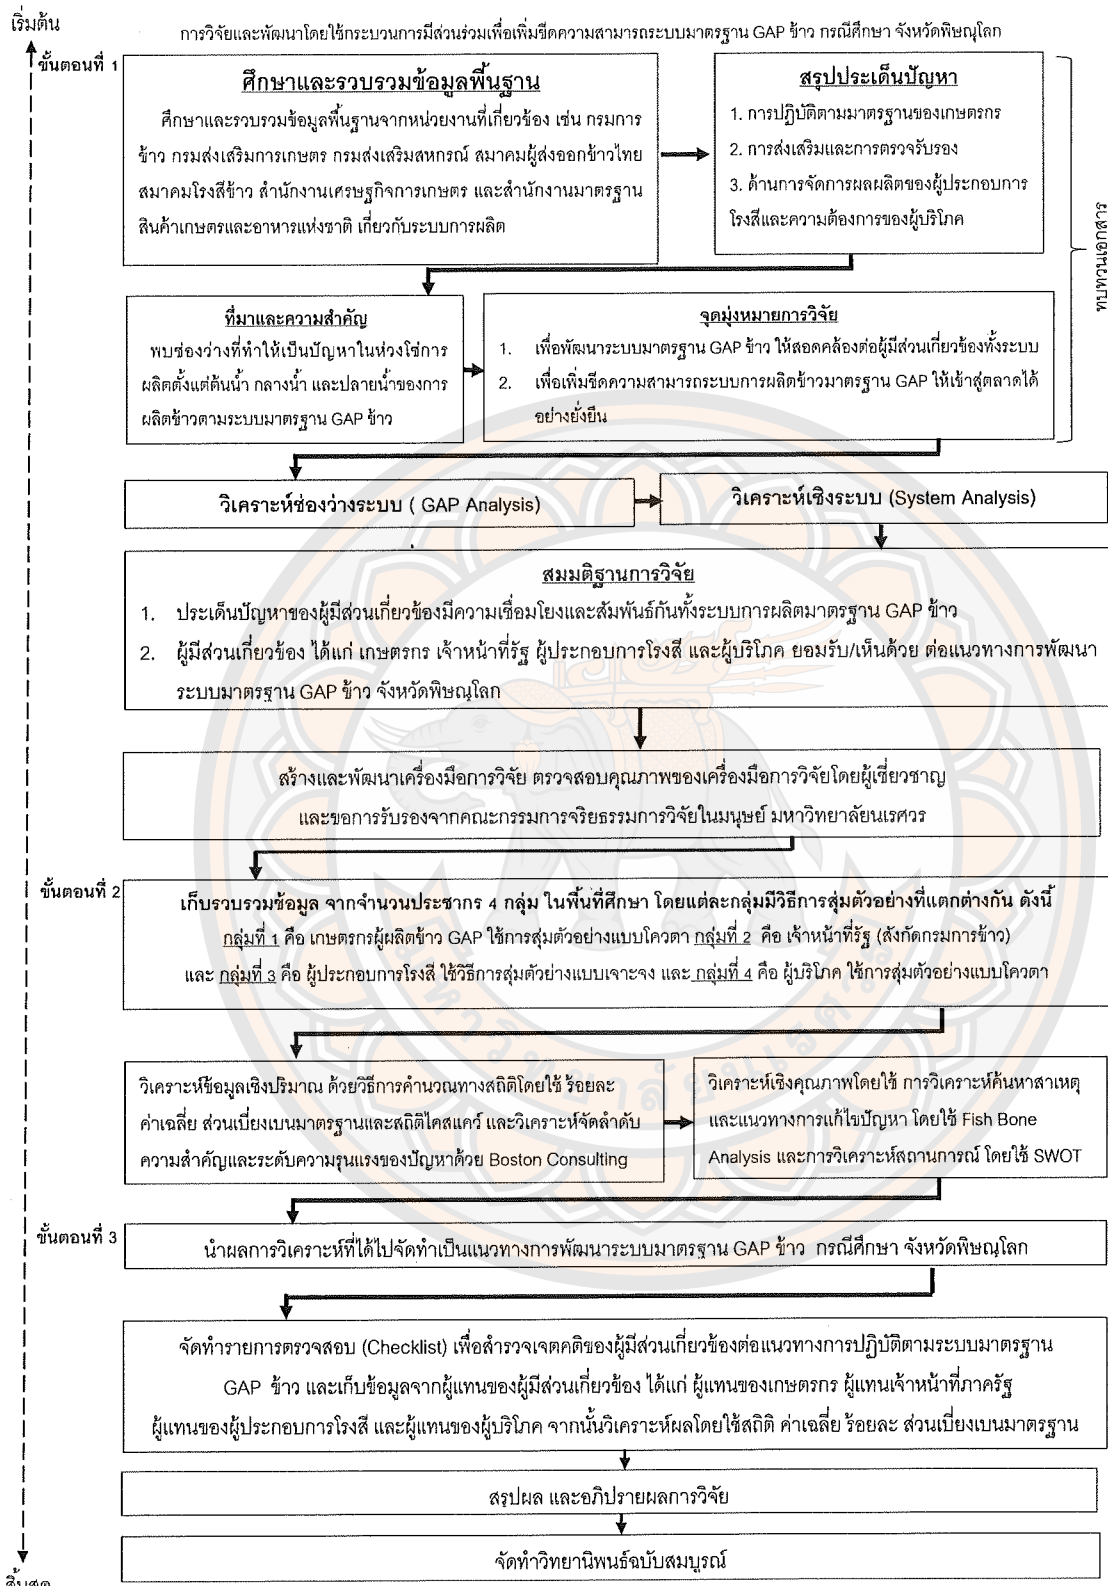 เริ่มต้น
การวิจัยและพัฒนาโดยใช้กระบวนการมีส่วนร่วมเพื่อเพิ่มขีดความสามารถระบบมาตรฐาน GAP ข้าว กรณีศึกษา จังหวัดพิษณุโลก
ขั้นตอนที่ 1
ศึกษาและรวบรวมข้อมูลพื้นฐาน
ศึกษาและรวบรวมข้อมูลพื้นฐานจากหน่วยงานที่เกี่ยวข้อง เช่น กรมการ
ข้าว กรมส่งเสริมการเกษตร กรมส่งเสริมสหกรณ์ สมาคมผู้ส่งออกข้าวไทย
สมาคมโรงสีข้าว สำนักงานเศรษฐกิจการเกษตร และสำนักงานมาตรฐาน
สินค้าเกษตรและอาหารแห่งชาติ เกี่ยวกับระบบการผลิต
สรุปประเด็นปัญหา
1. การปฏิบัติตามมาตรฐานของเกษตรกร
2. การส่งเสริมและการตรวจรับรอง
3. ด้านการจัดการผลผลิตของผู้ประกอบการ
โรงสีและความต้องการของผู้บริโภค
ทบทวนเอกสาร
ที่มาและความสำคัญ
พบช่องว่างที่ทำให้เป็นปัญหาในห่วงโซ่การ
ผลิตตั้งแต่ต้นน้ำ กลางน้ำ และปลายน้ำของการ
ผลิตข้าวตามระบบมาตรฐาน GAP ข้าว
จุดมุ่งหมายการวิจัย
1. เพื่อพัฒนาระบบมาตรฐาน GAP ข้าว ให้สอดคล้องต่อผู้มีส่วนเกี่ยวข้องทั้งระบบ
2. เพื่อเพิ่มขีดความสามารถระบบการผลิตข้าวมาตรฐาน GAP ให้เข้าสู่ตลาดได้
อย่างยั่งยืน
วิเคราะห์ช่องว่างระบบ ( GAP Analysis)
วิเคราะห์เชิงระบบ (System Analysis)
สมมติฐานการวิจัย
1. ประเด็นปัญหาของผู้มีส่วนเกี่ยวข้องมีความเชื่อมโยงและสัมพันธ์กันทั้งระบบการผลิตมาตรฐาน GAP ข้าว
2. ผู้มีส่วนเกี่ยวข้อง ได้แก่ เกษตรกร เจ้าหน้าที่รัฐ ผู้ประกอบการโรงสี และผู้บริโภค ยอมรับ/เห็นด้วย ต่อแนวทางการพัฒนา
ระบบมาตรฐาน GAP ข้าว จังหวัดพิษณุโลก
สร้างและพัฒนาเครื่องมือการวิจัย ตรวจสอบคุณภาพของเครื่องมือการวิจัยโดยผู้เชี่ยวชาญ
และขอการรับรองจากคณะกรรมการจริยธรรมการวิจัยในมนุษย์ มหาวิทยาลัยนเรศวร
ขั้นตอนที่ 2
เก็บรวบรวมข้อมูล จากจำนวนประชากร 4 กลุ่ม ในพื้นที่ศึกษา โดยแต่ละกลุ่มมีวิธีการสุ่มตัวอย่างที่แตกต่างกัน ดังนี้
กลุ่มที่ 1 คือ เกษตรกรผู้ผลิตข้าว GAP ใช้การสุ่มตัวอย่างแบบโควตา กลุ่มที่ 2 คือ เจ้าหน้าที่รัฐ (สังกัดกรมการข้าว)
และ กลุ่มที่ 3 คือ ผู้ประกอบการโรงสี ใช้วิธีการสุ่มตัวอย่างแบบเจาะจง และ กลุ่มที่ 4 คือ ผู้บริโภค ใช้การสุ่มตัวอย่างแบบโควตา
มหาวิทยาลัยนเรศวร
วิเคราะห์ข้อมูลเชิงปริมาณ ด้วยวิธีการคำนวณทางสถิติโดยใช้ ร้อยละ
ค่าเฉลี่ย ส่วนเบี่ยงเบนมาตรฐานและสถิติไคสแควร์ และวิเคราะห์จัดลำดับ
ความสำคัญและระดับความรุนแรงของปัญหาด้วย Boston Consulting
วิเคราะห์เชิงคุณภาพโดยใช้ การวิเคราะห์ค้นหาสาเหตุ
และแนวทางการแก้ไขปัญหา โดยใช้ Fish Bone
Analysis และการวิเคราะห์สถานการณ์ โดยใช้ SWOT
ขั้นตอนที่ 3
นำผลการวิเคราะห์ที่ได้ไปจัดทำเป็นแนวทางการพัฒนาระบบมาตรฐาน GAP ข้าว กรณีศึกษา จังหวัดพิษณุโลก
จัดทำรายการตรวจสอบ (Checklist) เพื่อสำรวจเจตคติของผู้มีส่วนเกี่ยวข้องต่อแนวทางการปฏิบัติตามระบบมาตรฐาน
GAP ข้าว และเก็บข้อมูลจากผู้แทนของผู้มีส่วนเกี่ยวข้อง ได้แก่ ผู้แทนของเกษตรกร ผู้แทนเจ้าหน้าที่ภาครัฐ
ผู้แทนของผู้ประกอบการโรงสี และผู้แทนของผู้บริโภค จากนั้นวิเคราะห์ผลโดยใช้สถิติ ค่าเฉลี่ย ร้อยละ ส่วนเบี่ยงเบนมาตรฐาน
สรุปผล และอภิปรายผลการวิจัย
จัดทำวิทยานิพนธ์ฉบับสมบูรณ์
สิ้นสุด